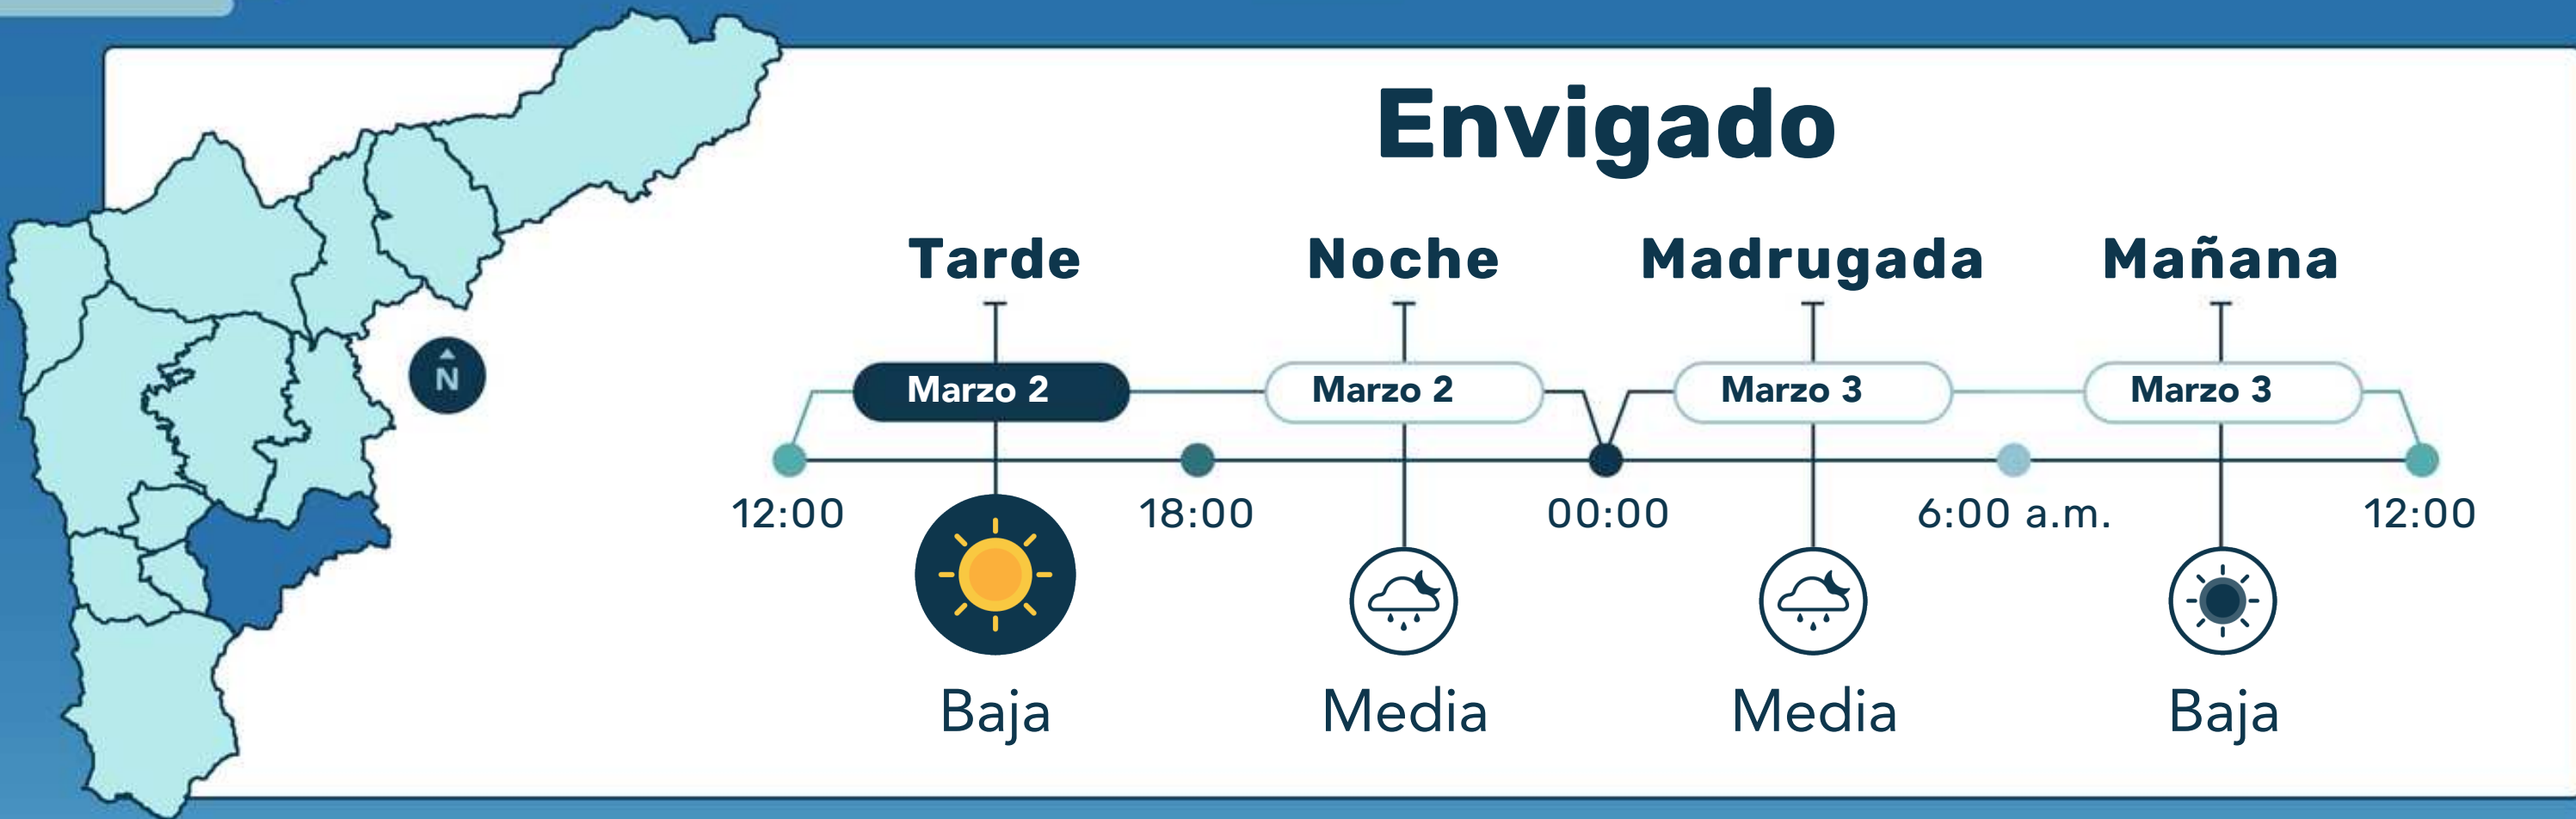 Envigado
Tarde Noche Madrugada Mañana
N
Marzo 2 Marzo 2 Marzo 3 Marzo 3
12:00 18:00 00:00 6:00 a.m. 12:00
Baja Media Media Baja